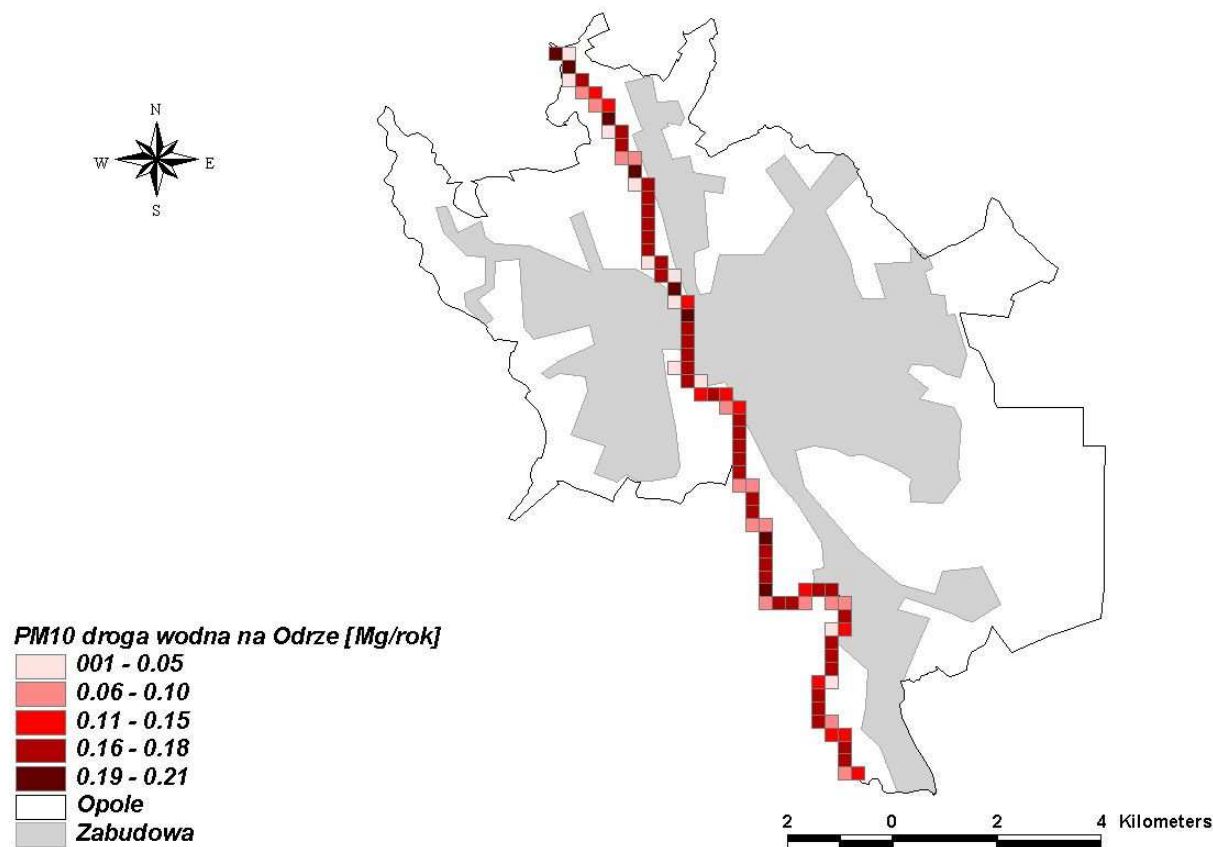 N
W E
S
PM10 droga wodna na Odrze [Mg/rok]
001 - 0.05
0.06 - 0.10
0.11 - 0.15
0.16 - 0.18
0.19 - 0.21
Opole
Zabudowa
2 0 2 4 Kilometers